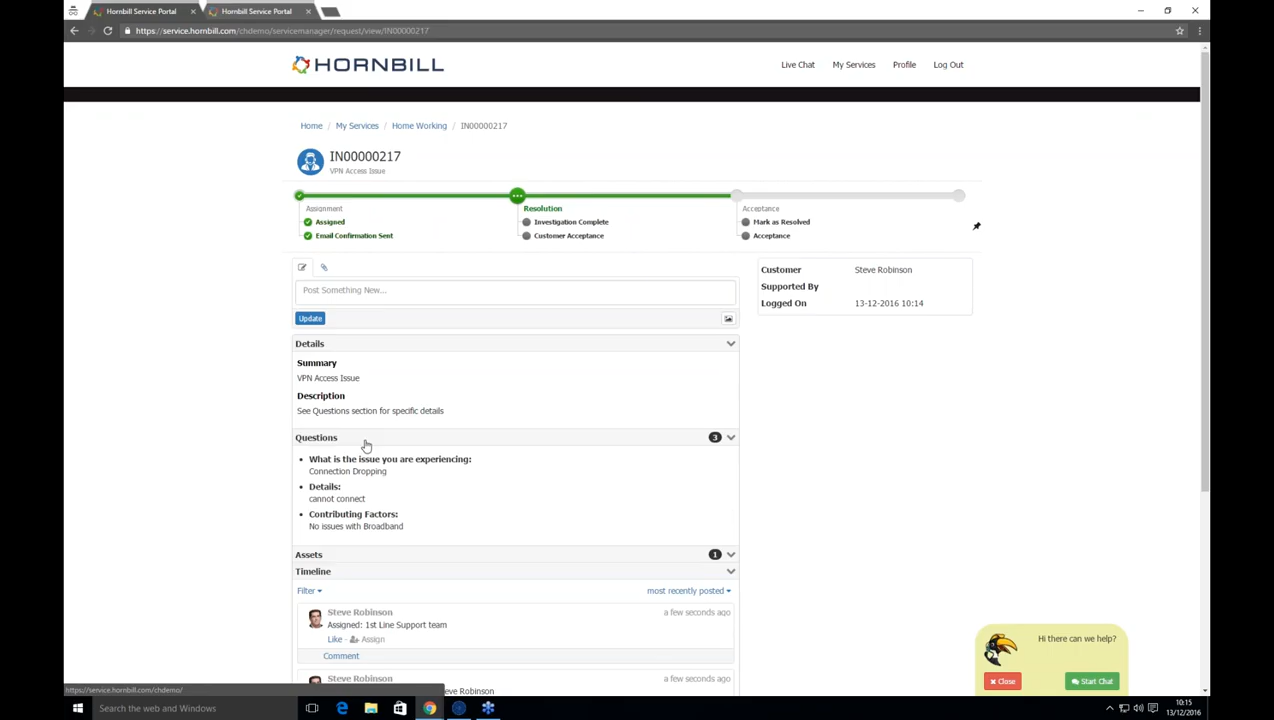 Hornbill Service Portal
Hornbill Service Portal
https://service.hornbill.com/chdemo/servicemanager/request/view/IN00000217
HORNBILL
Live Chat My Services Profile Log Out
Home / My Services / Home Working / IN00000217
IN00000217
VPN Access Issue
Assignment
Assigned
Email Confirmation Sent
Resolution
Investigation Complete
Customer Acceptance
Acceptance
Mark as Resolved
Acceptance
Post Something New...
Update
Customer Steve Robinson
Supported By
Logged On 13-12-2016 10:14
Details
Summary
VPN Access Issue
Description
See Questions section for specific details
Questions 3
What is the issue you are experiencing:
Connection Dropping
Details:
cannot connect
Contributing Factors:
No issues with Broadband
Assets 1
Timeline
Filter most recently posted
Steve Robinson a few seconds ago
Assigned: 1st Line Support team
Like - Assign
Comment
Steve Robinson a few seconds ago
eve Robinson
Hi there can we help?
Close Start Chat
https://service.hornbill.com/chdemo/
Search the web and Windows
10:15
13/12/2016